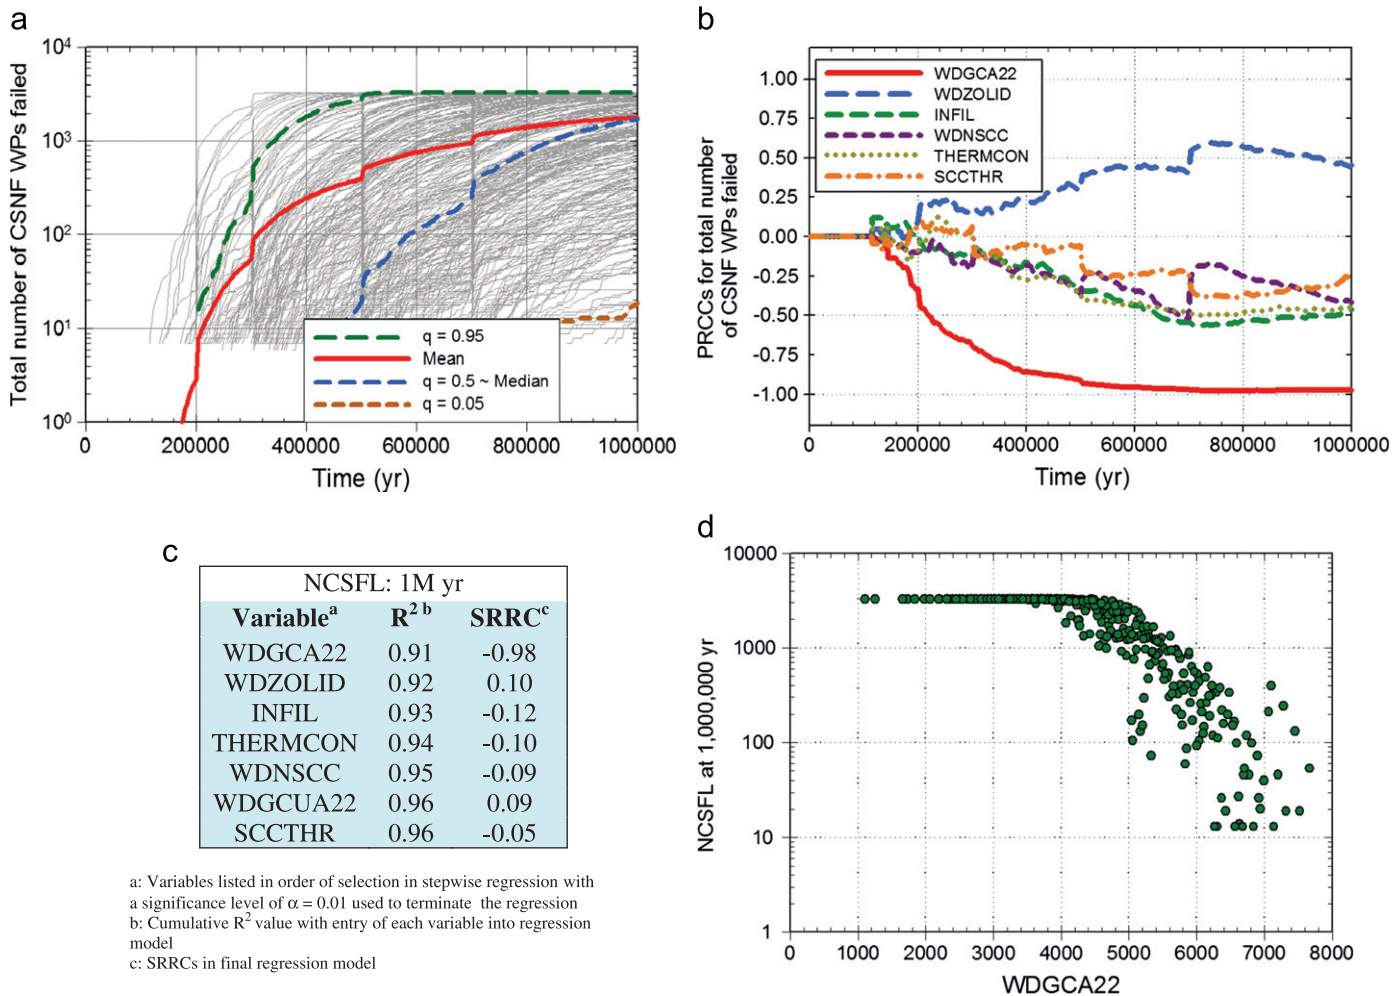 a
Total number of CSNF WPs failed
10⁴
10³
10²
10¹
10⁰
q = 0.95
Mean
q = 0.5 ~ Median
q = 0.05
0 200000 400000 600000 800000 1000000
Time (yr)
b
PRCCs for total number
of CSNF WPs failed
1.00
0.75
0.50
0.25
0.00
-0.25
-0.50
-0.75
-1.00
WDGCA22
WDZOLID
INFIL
WDNSCC
THERMCON
SCCTHR
0 200000 400000 600000 800000 1000000
Time (yr)
c
NCSFL: 1M yr
Variableᵃ R² ᵇ SRRCᶜ
WDGCA22 0.91 -0.98
WDZOLID 0.92 0.10
INFIL 0.93 -0.12
THERMCON 0.94 -0.10
WDNSCC 0.95 -0.09
WDGCUA22 0.96 0.09
SCCTHR 0.96 -0.05
a: Variables listed in order of selection in stepwise regression with
a significance level of α = 0.01 used to terminate the regression
b: Cumulative R² value with entry of each variable into regression
model
c: SRRCs in final regression model
d
NCSFL at 1,000,000 yr
10000
1000
100
10
1
0 1000 2000 3000 4000 5000 6000 7000 8000
WDGCA22